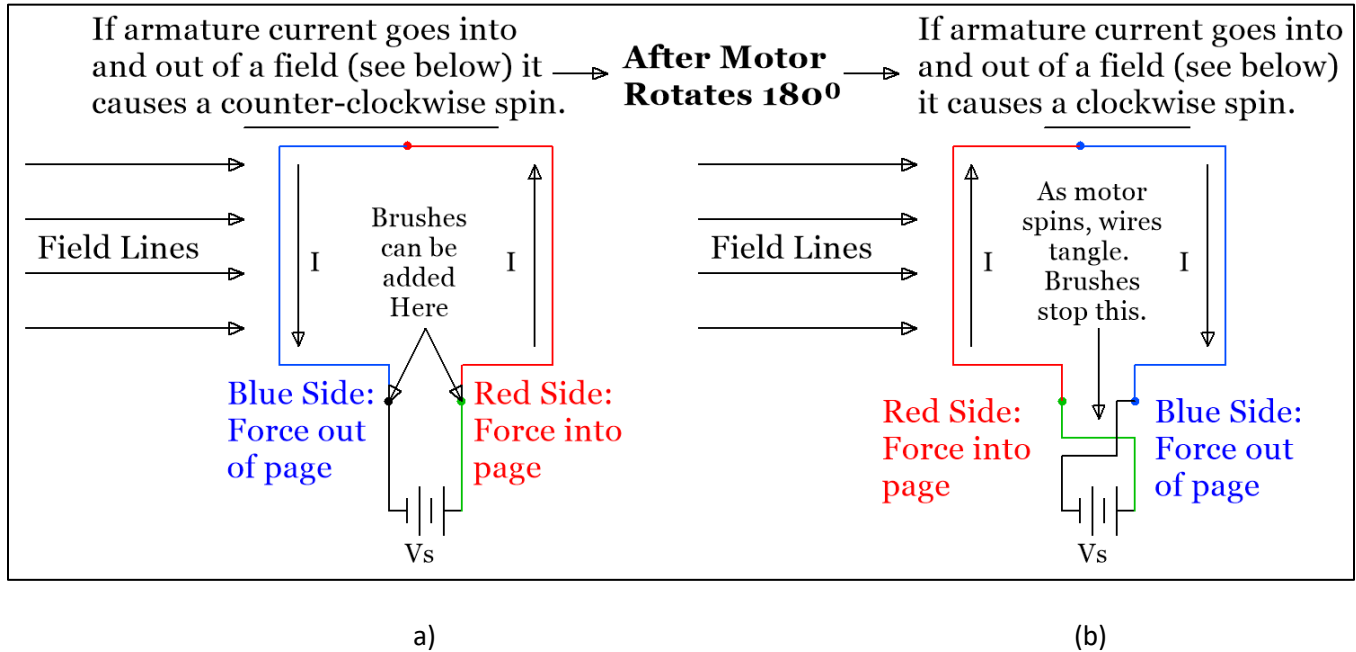 If armature current goes into
and out of a field (see below) it
causes a counter-clockwise spin.
After Motor
Rotates 180⁰
If armature current goes into
and out of a field (see below)
it causes a clockwise spin.
Field Lines
I
Brushes
can be
added
Here
I
Blue Side:
Force out
of page
Red Side:
Force into
page
Vs
Field Lines
I
As motor
spins, wires
tangle.
Brushes
stop this.
I
Red Side:
Force into
page
Blue Side:
Force out
of page
Vs
a)
(b)